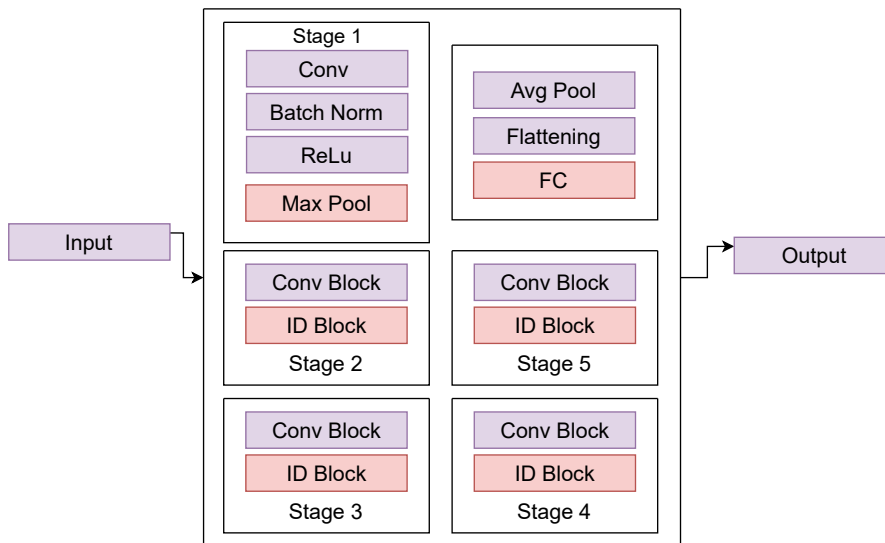 Input
Stage 1
Conv
Batch Norm
ReLu
Max Pool
Conv Block
ID Block
Stage 2
Conv Block
ID Block
Stage 3
Conv Block
ID Block
Stage 4
Conv Block
ID Block
Stage 5
Avg Pool
Flattening
FC
Output